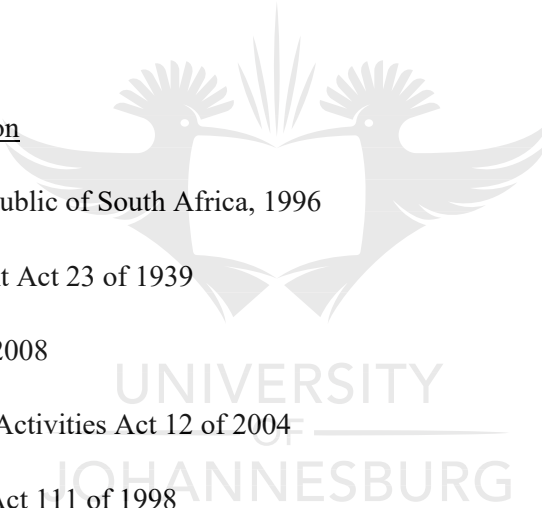 on
public of South Africa, 1996
t Act 23 of 1939
2008
Activities Act 12 of 2004
Act 111 of 1998
UNIVERSITY
OF
JOHANNESBURG